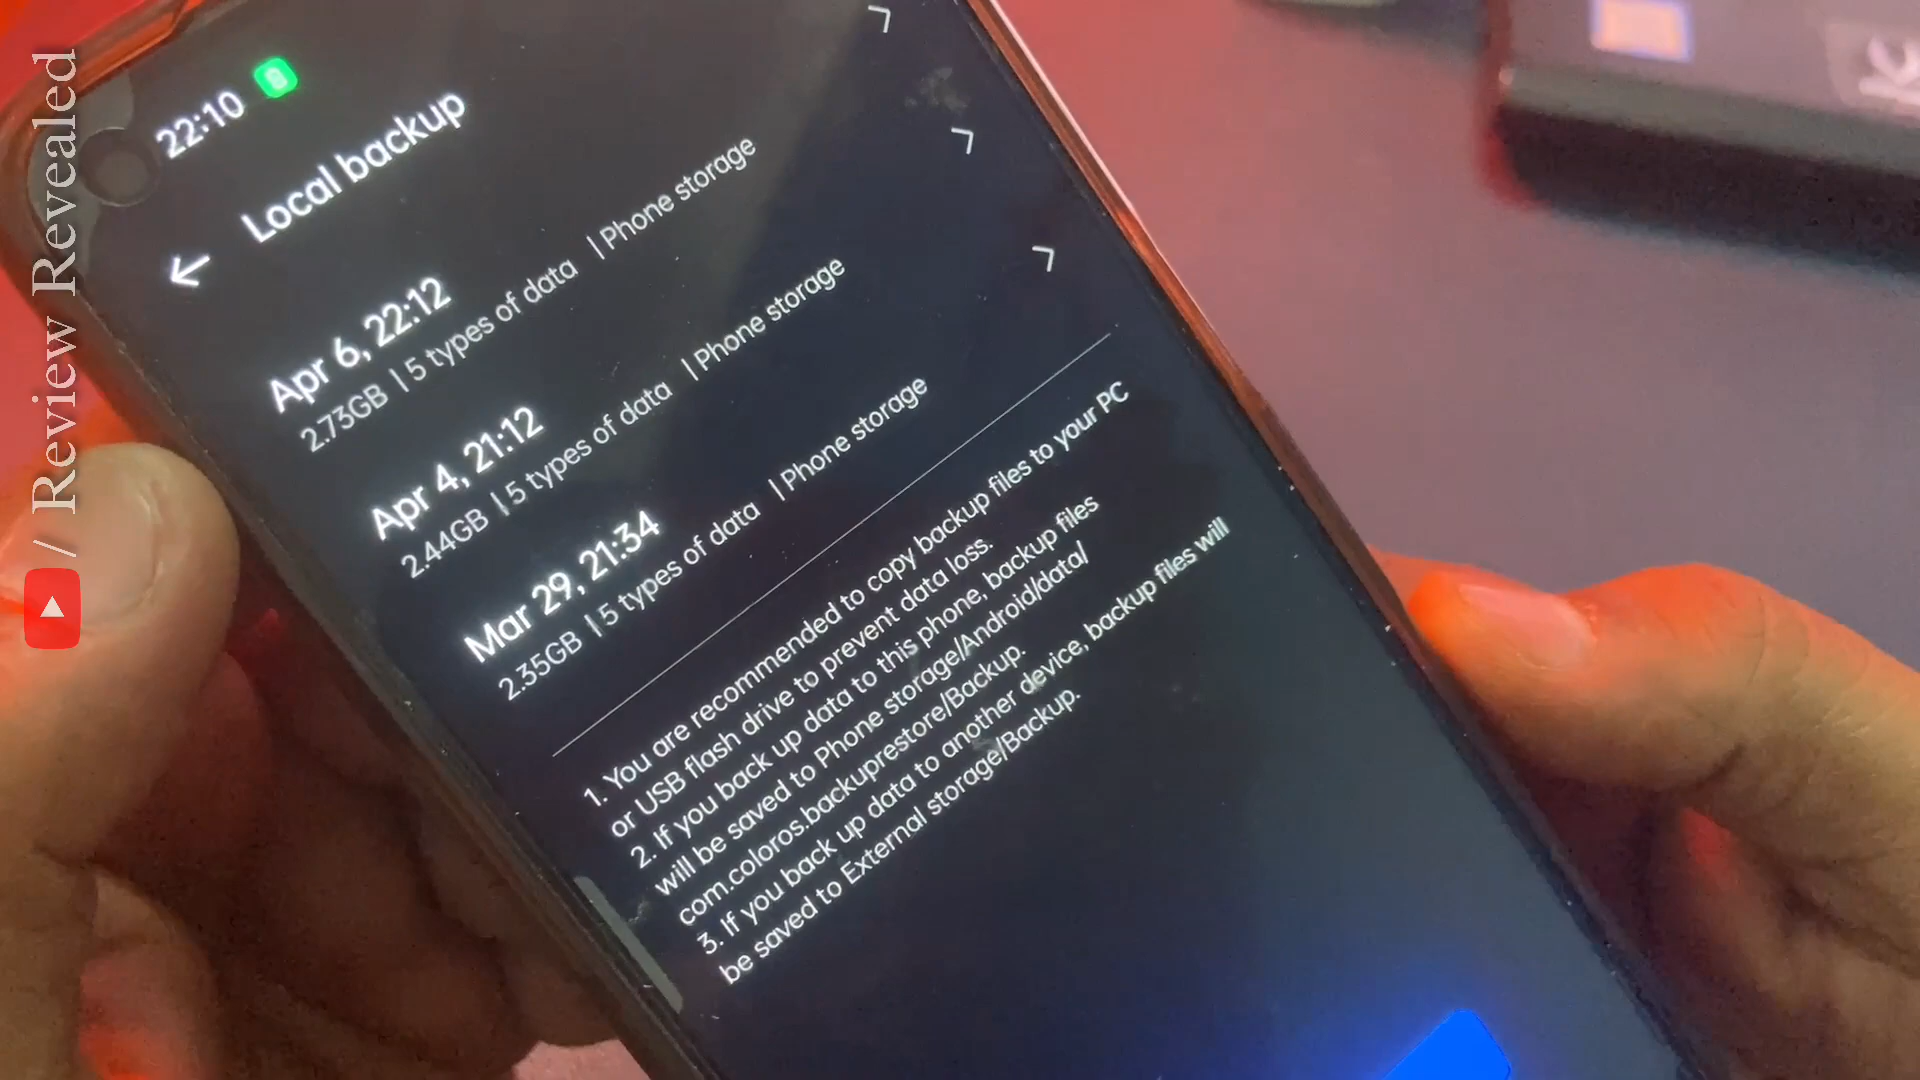 22:10
Local backup
Apr 6, 22:12
2.73GB | 5 types of data | Phone storage
Apr 4, 21:12
2.44GB | 5 types of data | Phone storage
Mar 29, 21:34
2.35GB | 5 types of data | Phone storage
1. You are recommended to copy backup files to your PC
or USB flash drive to prevent data loss.
2. If you back up data to this phone, backup files
will be saved to Phone storage/Android/data/
com.coloros.backuprestore/Backup.
3. If you back up data to another device, backup files will
be saved to External storage/Backup.
/ Review Revealed